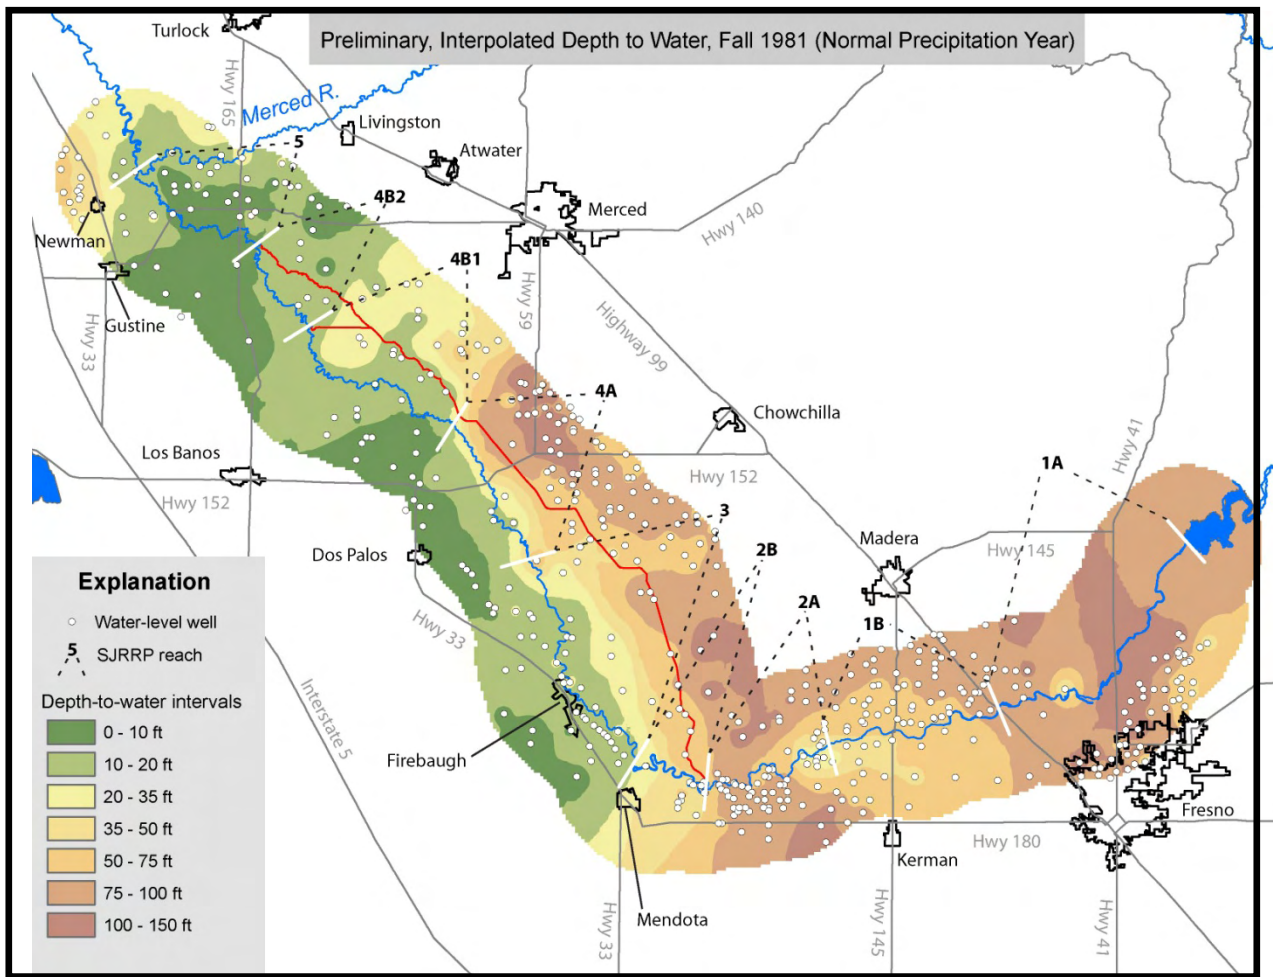 Preliminary, Interpolated Depth to Water, Fall 1981 (Normal Precipitation Year)
Turlock
Hwy 165
Merced R.
Livingston
Atwater
5
4B2
Merced
Hwy 140
Newman
4B1
Gustine
Hwy 33
Hwy 59
Highway 99
4A
Chowchilla
Los Banos
Hwy 152
Hwy 152
Hwy 41
1A
3
Dos Palos
2B
Madera
Hwy 145
2A
1B
Hwy 33
Interstate 5
Firebaugh
Fresno
Hwy 180
Kerman
Mendota
Hwy 33
Hwy 145
Hwy 41
Explanation
Water-level well
5
SJRRP reach
Depth-to-water intervals
0 - 10 ft
10 - 20 ft
20 - 35 ft
35 - 50 ft
50 - 75 ft
75 - 100 ft
100 - 150 ft